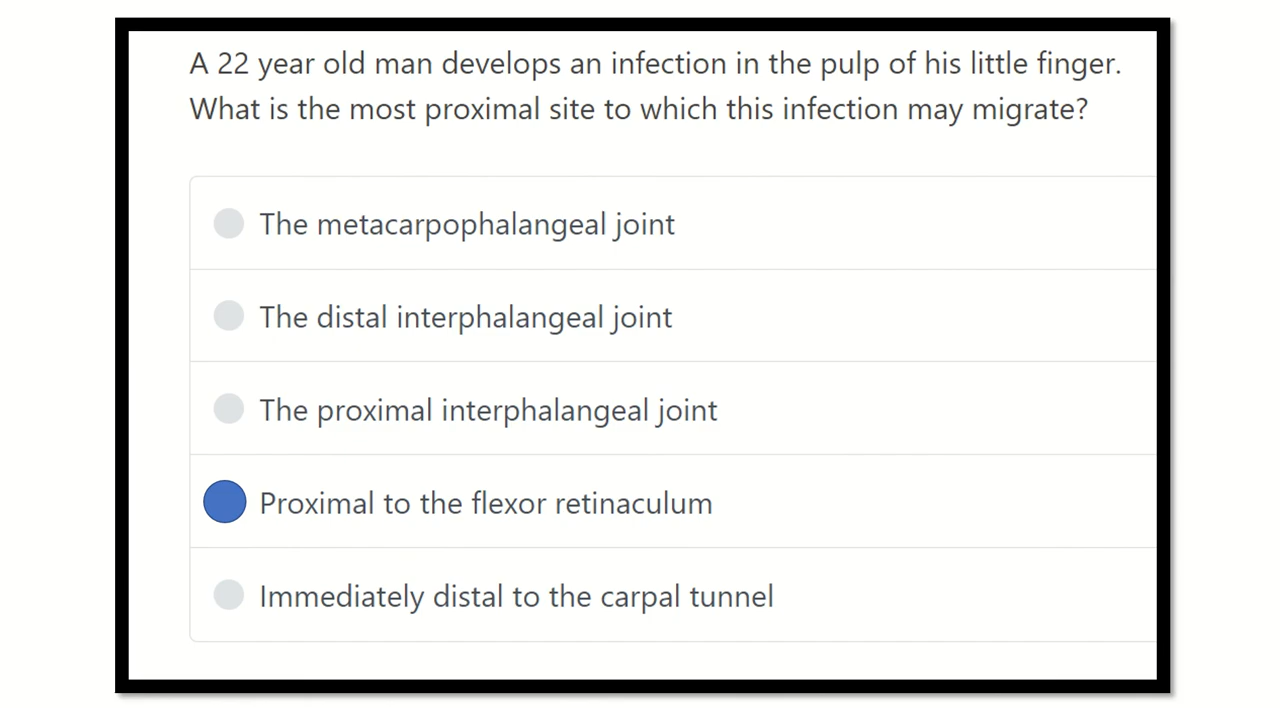 A 22 year old man develops an infection in the pulp of his little finger.
What is the most proximal site to which this infection may migrate?
The metacarpophalangeal joint
The distal interphalangeal joint
The proximal interphalangeal joint
Proximal to the flexor retinaculum
Immediately distal to the carpal tunnel